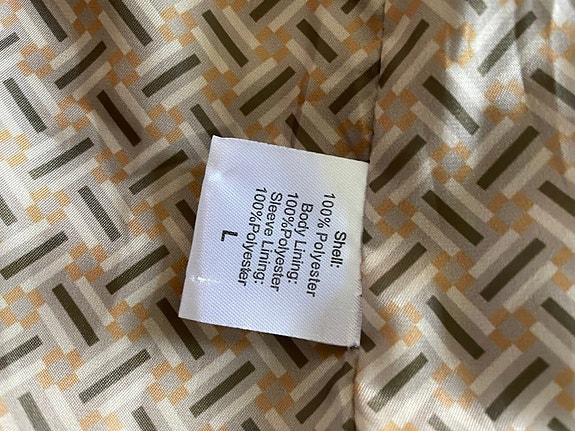 Shell:
100% Polyester
Body Lining:
100%Polyester
Sleeve Lining:
100%Polyester
L